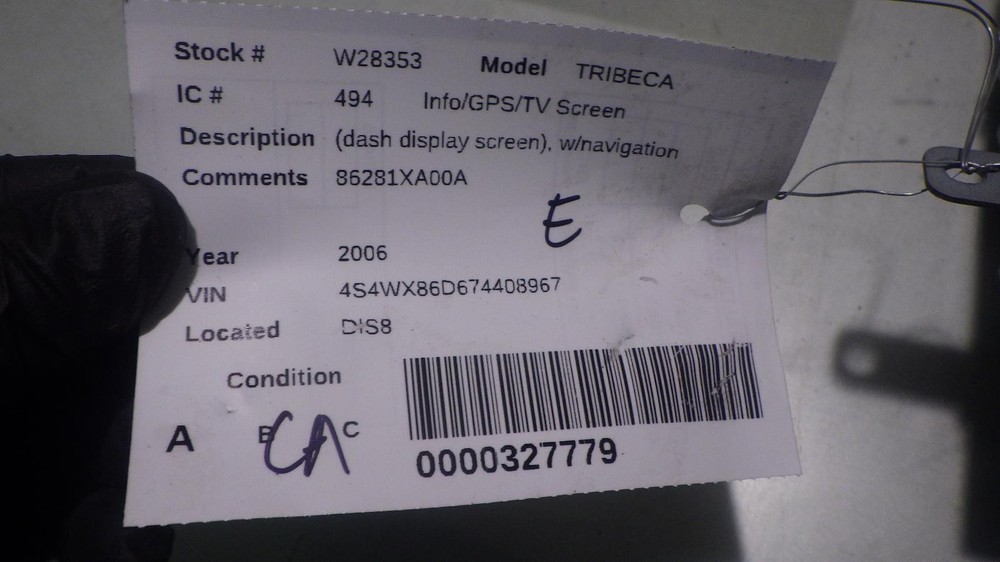 Stock # W28353 Model TRIBECA
IC # 494 Info/GPS/TV Screen
Description (dash display screen), w/navigation
Comments 86281XA00A
E
Year 2006
VIN 4S4WX86D674408967
Located DIS8
Condition
A B C
CA
0000327779